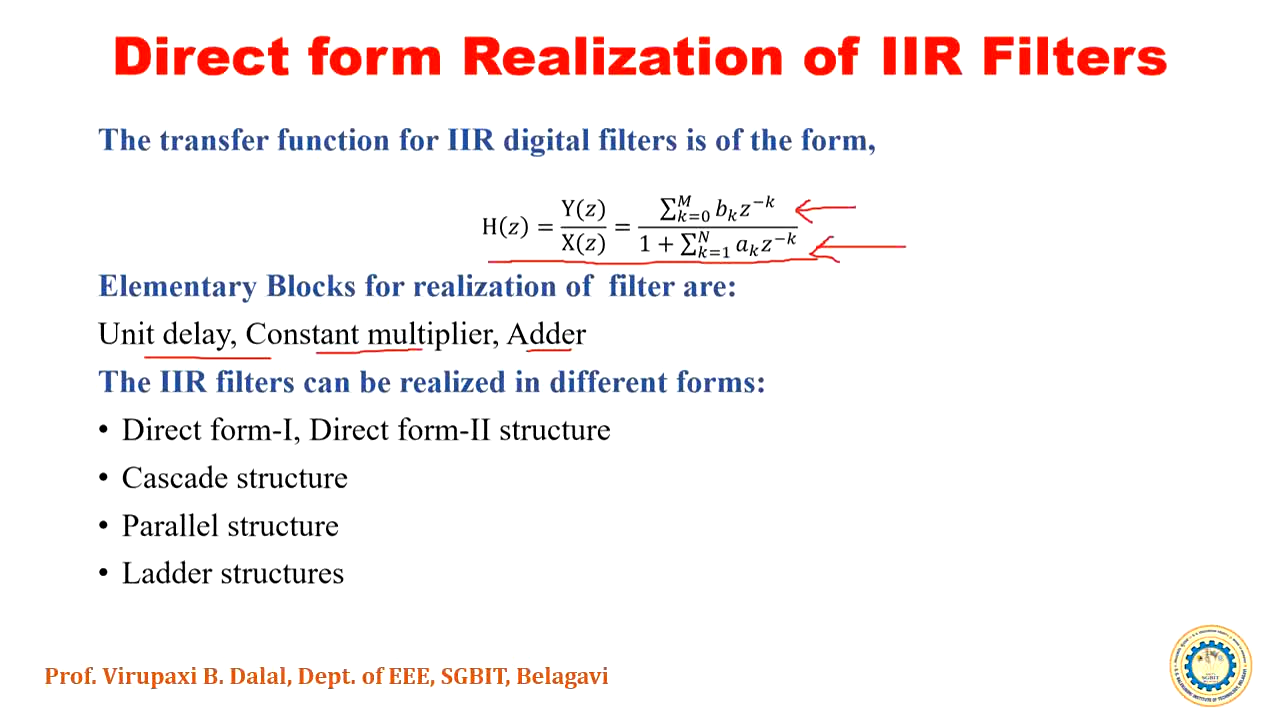 Direct form Realization of IIR Filters
The transfer function for IIR digital filters is of the form,
H(z) = Y(z)/X(z) = ∑_{k=0}^{M} b_k z^{−k} / 1 + ∑_{k=1}^{N} a_k z^{−k}
Elementary Blocks for realization of filter are:
Unit delay, Constant multiplier, Adder
The IIR filters can be realized in different forms:
• Direct form-I, Direct form-II structure
• Cascade structure
• Parallel structure
• Ladder structures
Prof. Virupaxi B. Dalal, Dept. of EEE, SGBIT, Belagavi
SGBIT